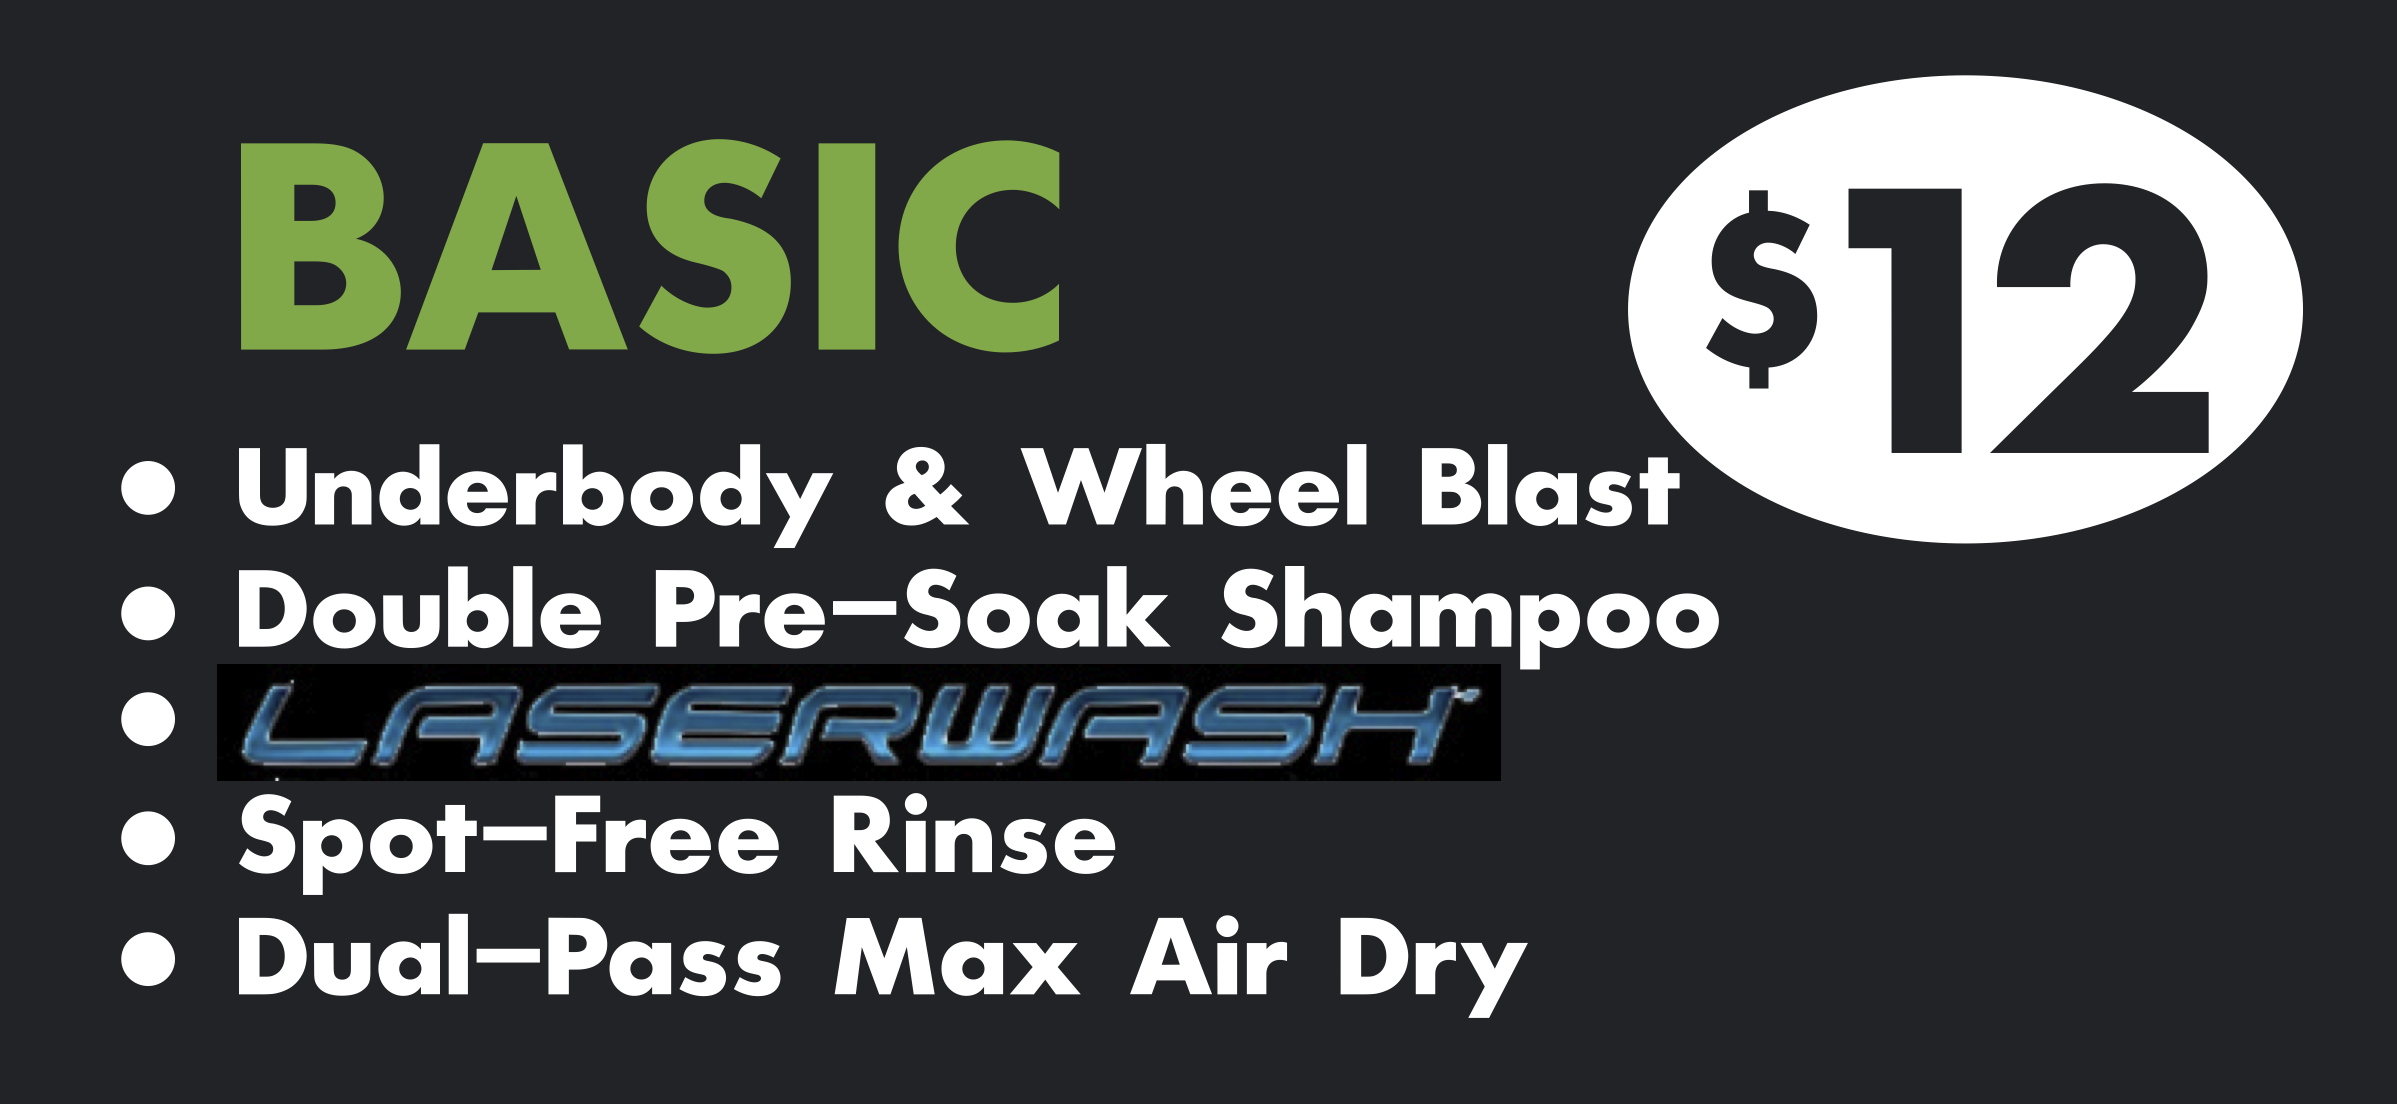 BASIC
$12
• Underbody & Wheel Blast
• Double Pre-Soak Shampoo
• LASERWASH
• Spot-Free Rinse
• Dual-Pass Max Air Dry